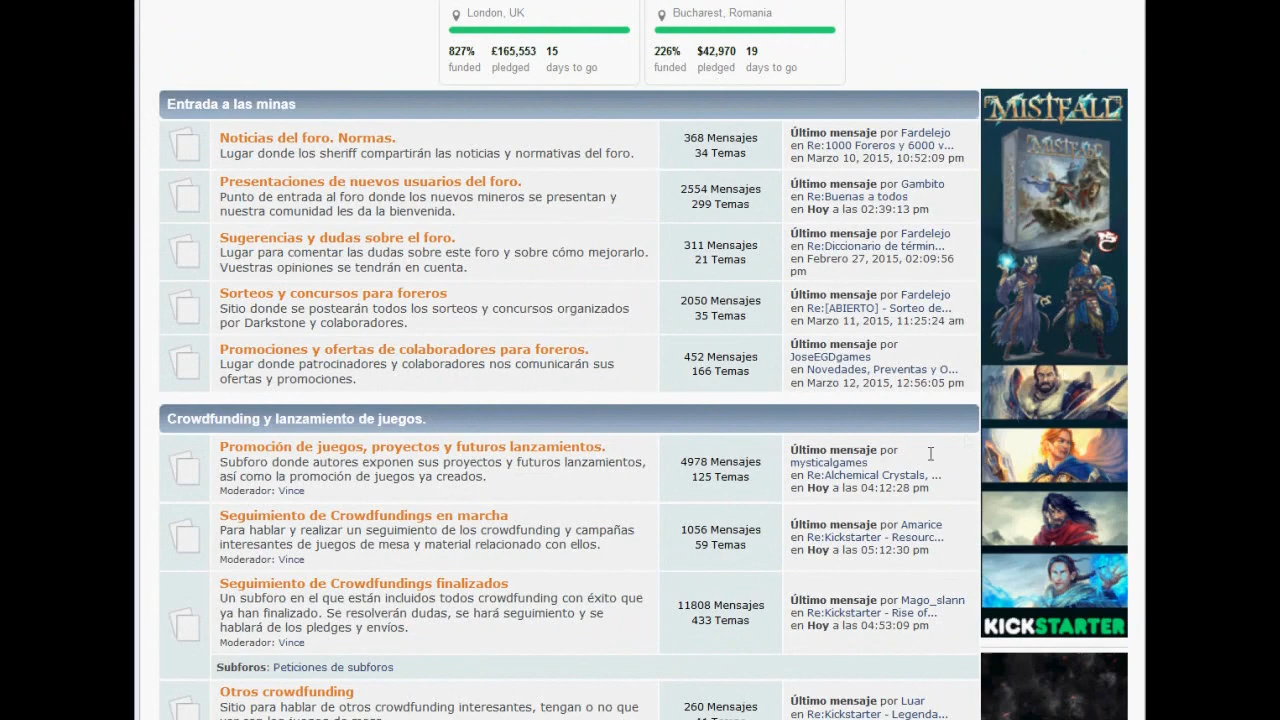 London, UK
827% £165,553 15
funded pledged days to go
Bucharest, Romania
226% $42,970 19
funded pledged days to go
Entrada a las minas
Noticias del foro. Normas.
Lugar donde los sheriff compartirán las noticias y normativas del foro.
368 Mensajes
34 Temas
Último mensaje por Fardelejo
en Re:1000 Foreros y 6000 v...
en Marzo 10, 2015, 10:52:09 pm
Presentaciones de nuevos usuarios del foro.
Punto de entrada al foro donde los nuevos mineros se presentan y
nuestra comunidad les da la bienvenida.
2554 Mensajes
299 Temas
Último mensaje por Gambito
en Re:Buenas a todos
en Hoy a las 02:39:13 pm
Sugerencias y dudas sobre el foro.
Lugar para comentar las dudas sobre este foro y sobre cómo mejorarlo.
Vuestras opiniones se tendrán en cuenta.
311 Mensajes
21 Temas
Último mensaje por Fardelejo
en Re:Diccionario de términ...
en Febrero 27, 2015, 02:09:56
pm
Sorteos y concursos para foreros
Sitio donde se postearán todos los sorteos y concursos organizados
por Darkstone y colaboradores.
2050 Mensajes
35 Temas
Último mensaje por Fardelejo
en Re:[ABIERTO] - Sorteo de...
en Marzo 11, 2015, 11:25:24 am
Promociones y ofertas de colaboradores para foreros.
Lugar donde patrocinadores y colaboradores nos comunicarán sus
ofertas y promociones.
452 Mensajes
166 Temas
Último mensaje por
JoseEGDgames
en Novedades, Preventas y O...
en Marzo 12, 2015, 12:56:05 pm
Crowdfunding y lanzamiento de juegos.
Promoción de juegos, proyectos y futuros lanzamientos.
Subforo donde autores exponen sus proyectos y futuros lanzamientos,
así como la promoción de juegos ya creados.
Moderador: Vince
4978 Mensajes
125 Temas
Último mensaje por
mysticalgames
en Re:Alchemical Crystals, ...
en Hoy a las 04:12:28 pm
Seguimiento de Crowdfundings en marcha
Para hablar y realizar un seguimiento de los crowdfunding y campañas
interesantes de juegos de mesa y material relacionado con ellos.
Moderador: Vince
1056 Mensajes
59 Temas
Último mensaje por Amarice
en Re:Kickstarter - Resourc...
en Hoy a las 05:12:30 pm
Seguimiento de Crowdfundings finalizados
Un subforo en el que están incluidos todos crowdfunding con éxito que
ya han finalizado. Se resolverán dudas, se hará seguimiento y se
hablará de los pledges y envíos.
Moderador: Vince
11808 Mensajes
433 Temas
Último mensaje por Mago_slann
en Re:Kickstarter - Rise of...
en Hoy a las 04:53:09 pm
Subforos: Peticiones de subforos
Otros crowdfunding
Sitio para hablar de otros crowdfunding interesantes, tengan o no que
260 Mensajes
Último mensaje por Luar
en Re:Kickstarter - Legenda...
MISTFALL
KICKSTARTER